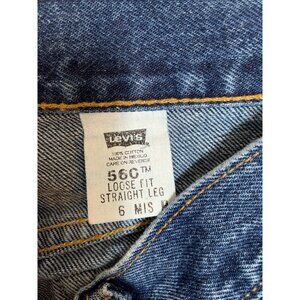 LEVI'S
100% COTTON
MADE IN MEXICO
CARE ON REVERSE
560™
LOOSE FIT
STRAIGHT LEG
6 MIS M